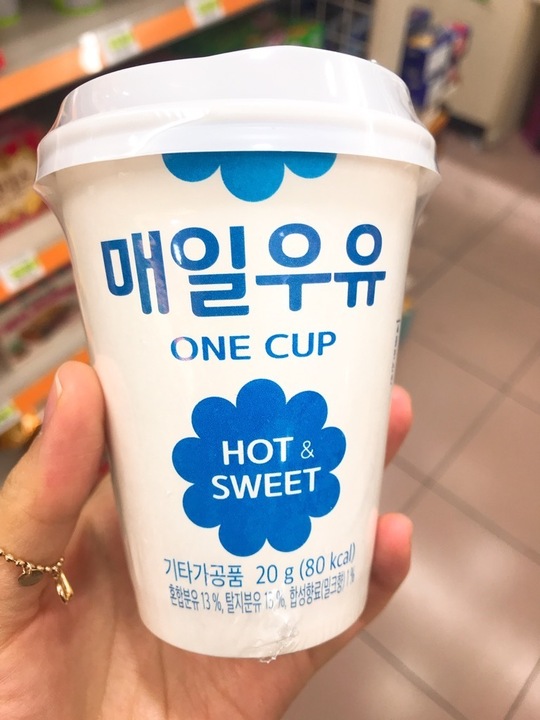 매일우유
ONE CUP
HOT &
SWEET
기타가공품 20 g (80 kcal)
혼합분유 13 %, 탈지분유 %, 합성향료(밀크향) 1 %